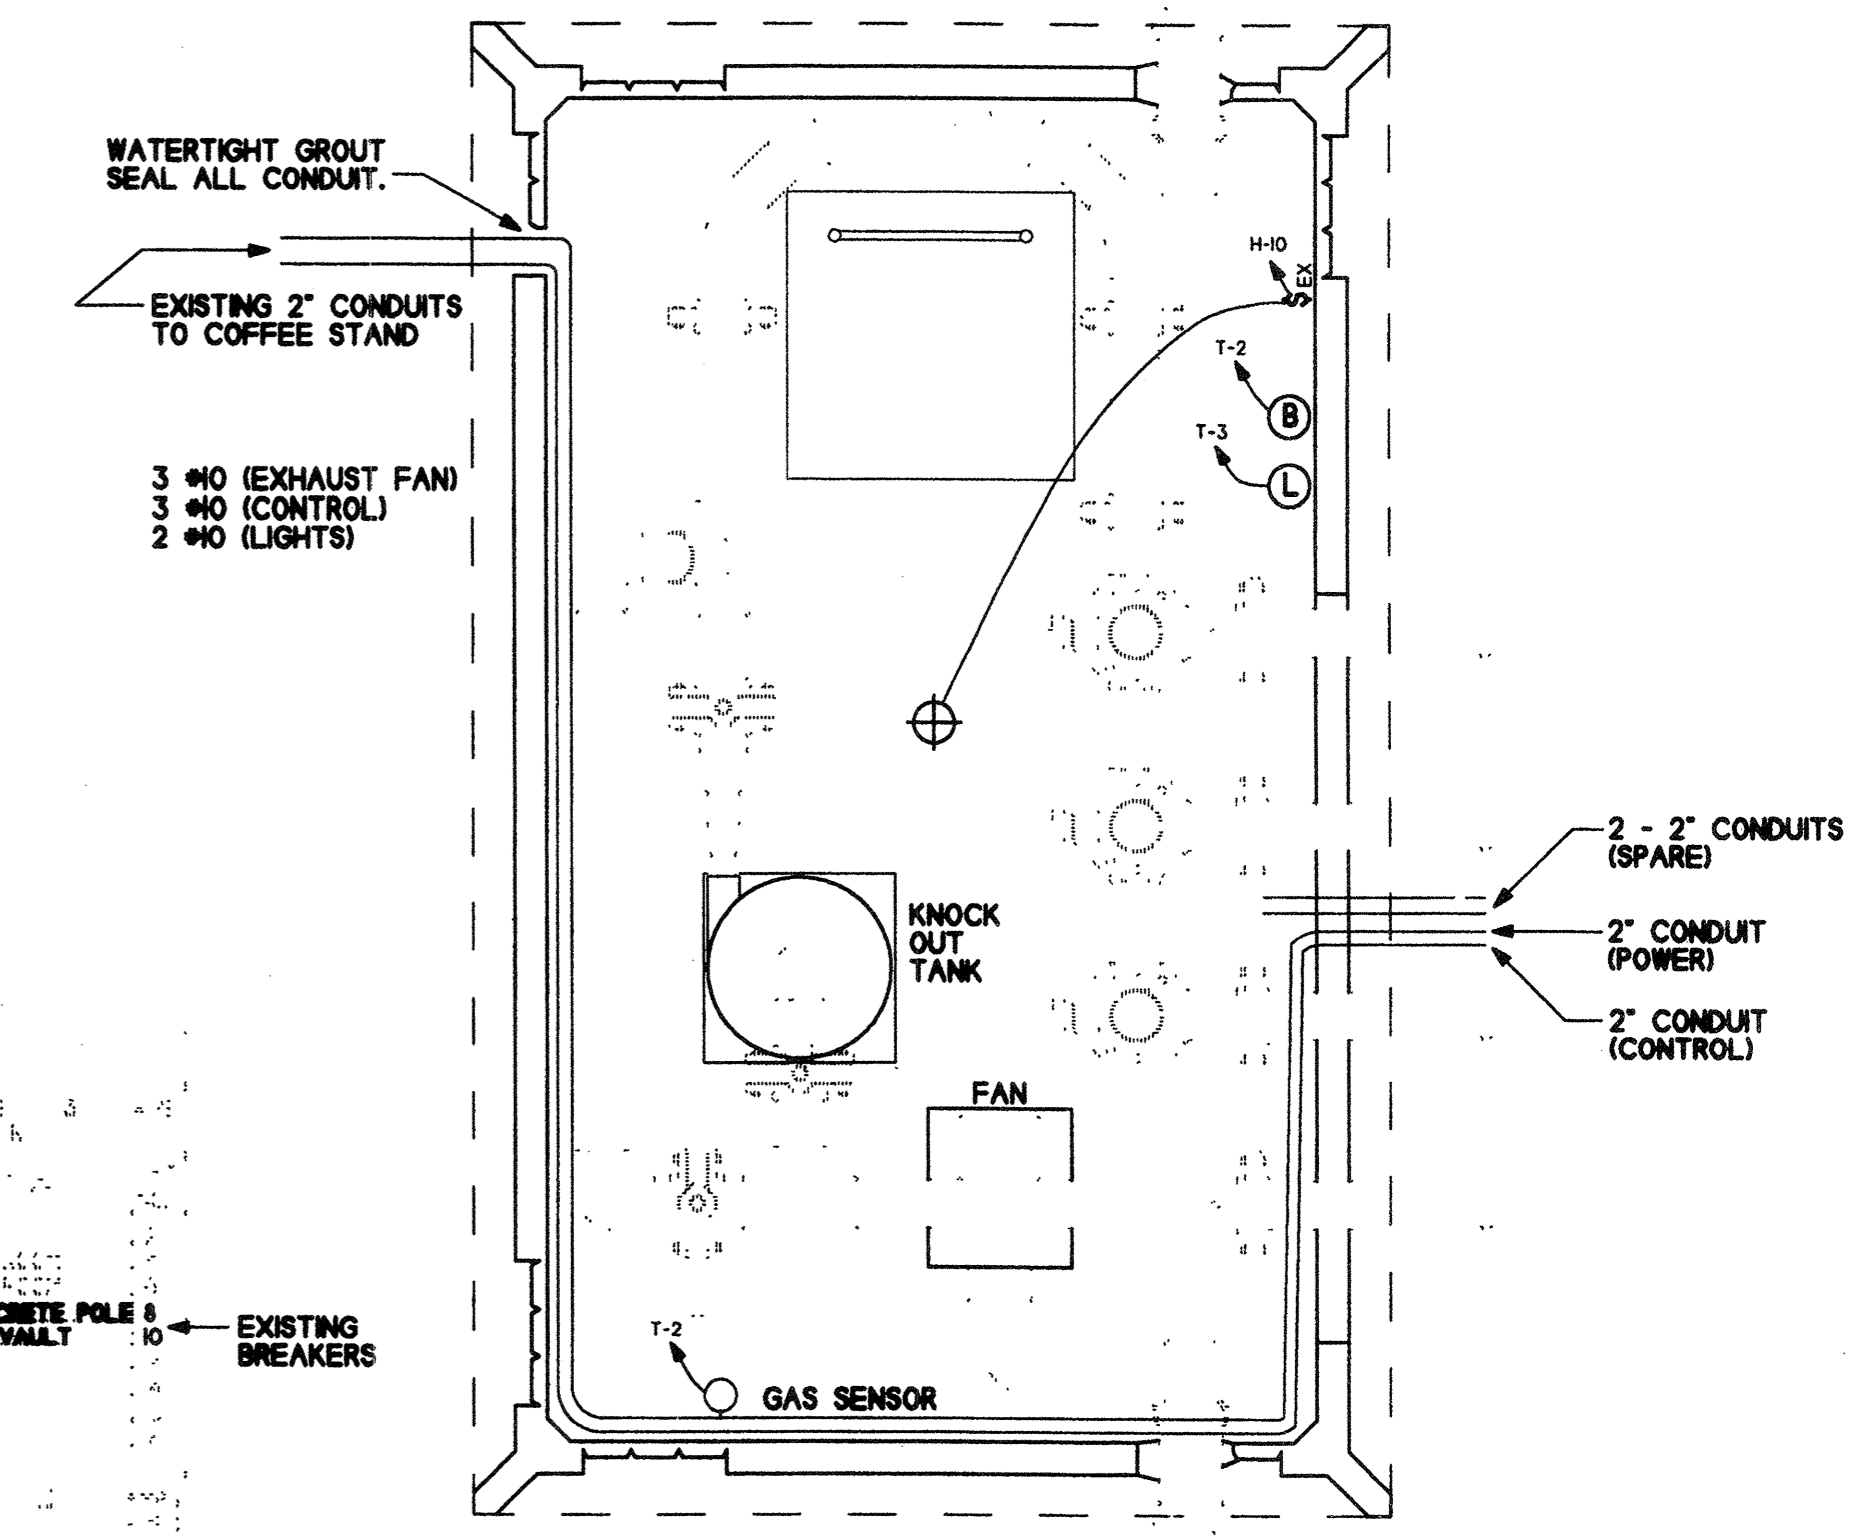 WATERTIGHT GROUT
SEAL ALL CONDUIT.
EXISTING 2" CONDUITS
TO COFFEE STAND
3 #10 (EXHAUST FAN)
3 #10 (CONTROL)
2 #10 (LIGHTS)
H-10
S EX
T-2
B
T-3
L
2 - 2" CONDUITS
(SPARE)
2" CONDUIT
(POWER)
2" CONDUIT
(CONTROL)
KNOCK
OUT
TANK
FAN
POLE 8
VAULT 10
EXISTING
BREAKERS
T-2
GAS SENSOR